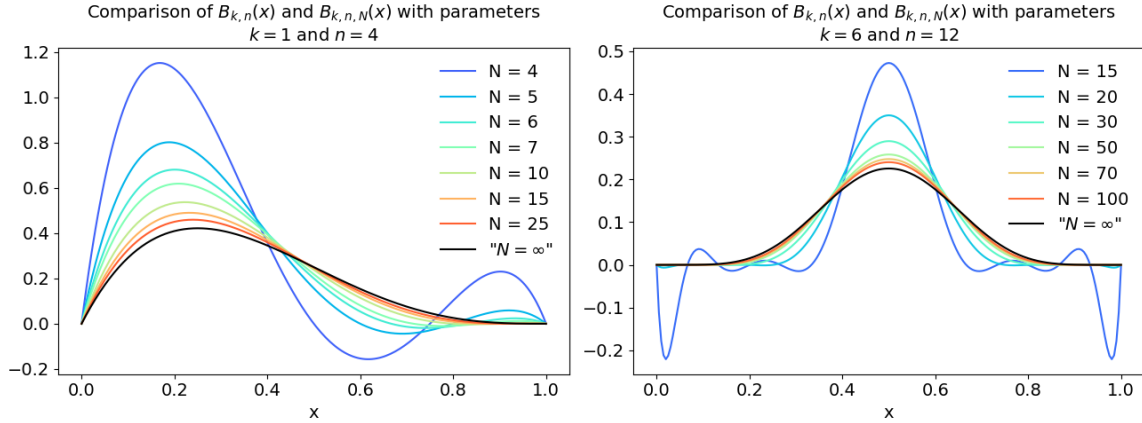 Comparison of B_{k,n}(x) and B_{k,n,N}(x) with parameters
k = 1 and n = 4
1.2
1.0
0.8
0.6
0.4
0.2
0.0
−0.2
0.0 0.2 0.4 0.6 0.8 1.0
x
N = 4
N = 5
N = 6
N = 7
N = 10
N = 15
N = 25
"N = ∞"
Comparison of B_{k,n}(x) and B_{k,n,N}(x) with parameters
k = 6 and n = 12
0.5
0.4
0.3
0.2
0.1
0.0
−0.1
−0.2
0.0 0.2 0.4 0.6 0.8 1.0
x
N = 15
N = 20
N = 30
N = 50
N = 70
N = 100
"N = ∞"